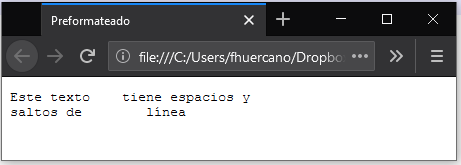 Preformateado
file:///C:/Users/fhuercano/Dropbo
Este texto    tiene espacios y
saltos de        línea